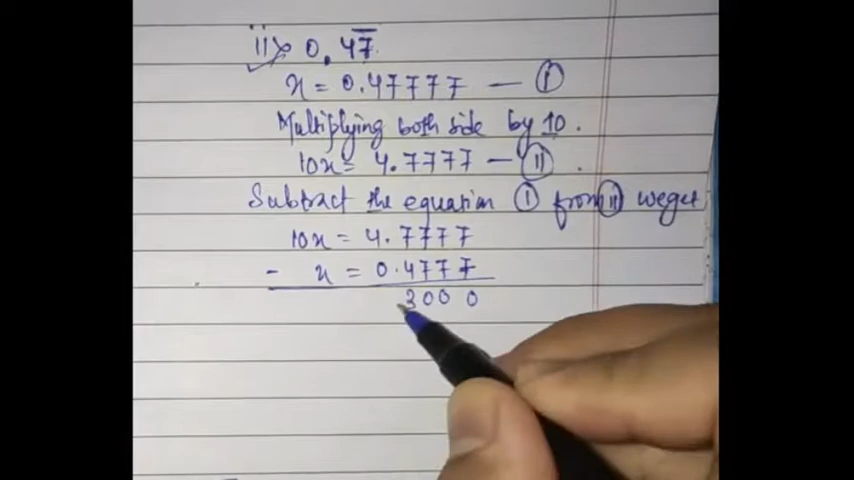 ii> 0.47̅
x = 0.47777 — (I)
Multiplying both side by 10.
10x = 4.7777 — (II)
Subtract the equation (I) from (II) we get
10x = 4.7777
- x = 0.4777
3000